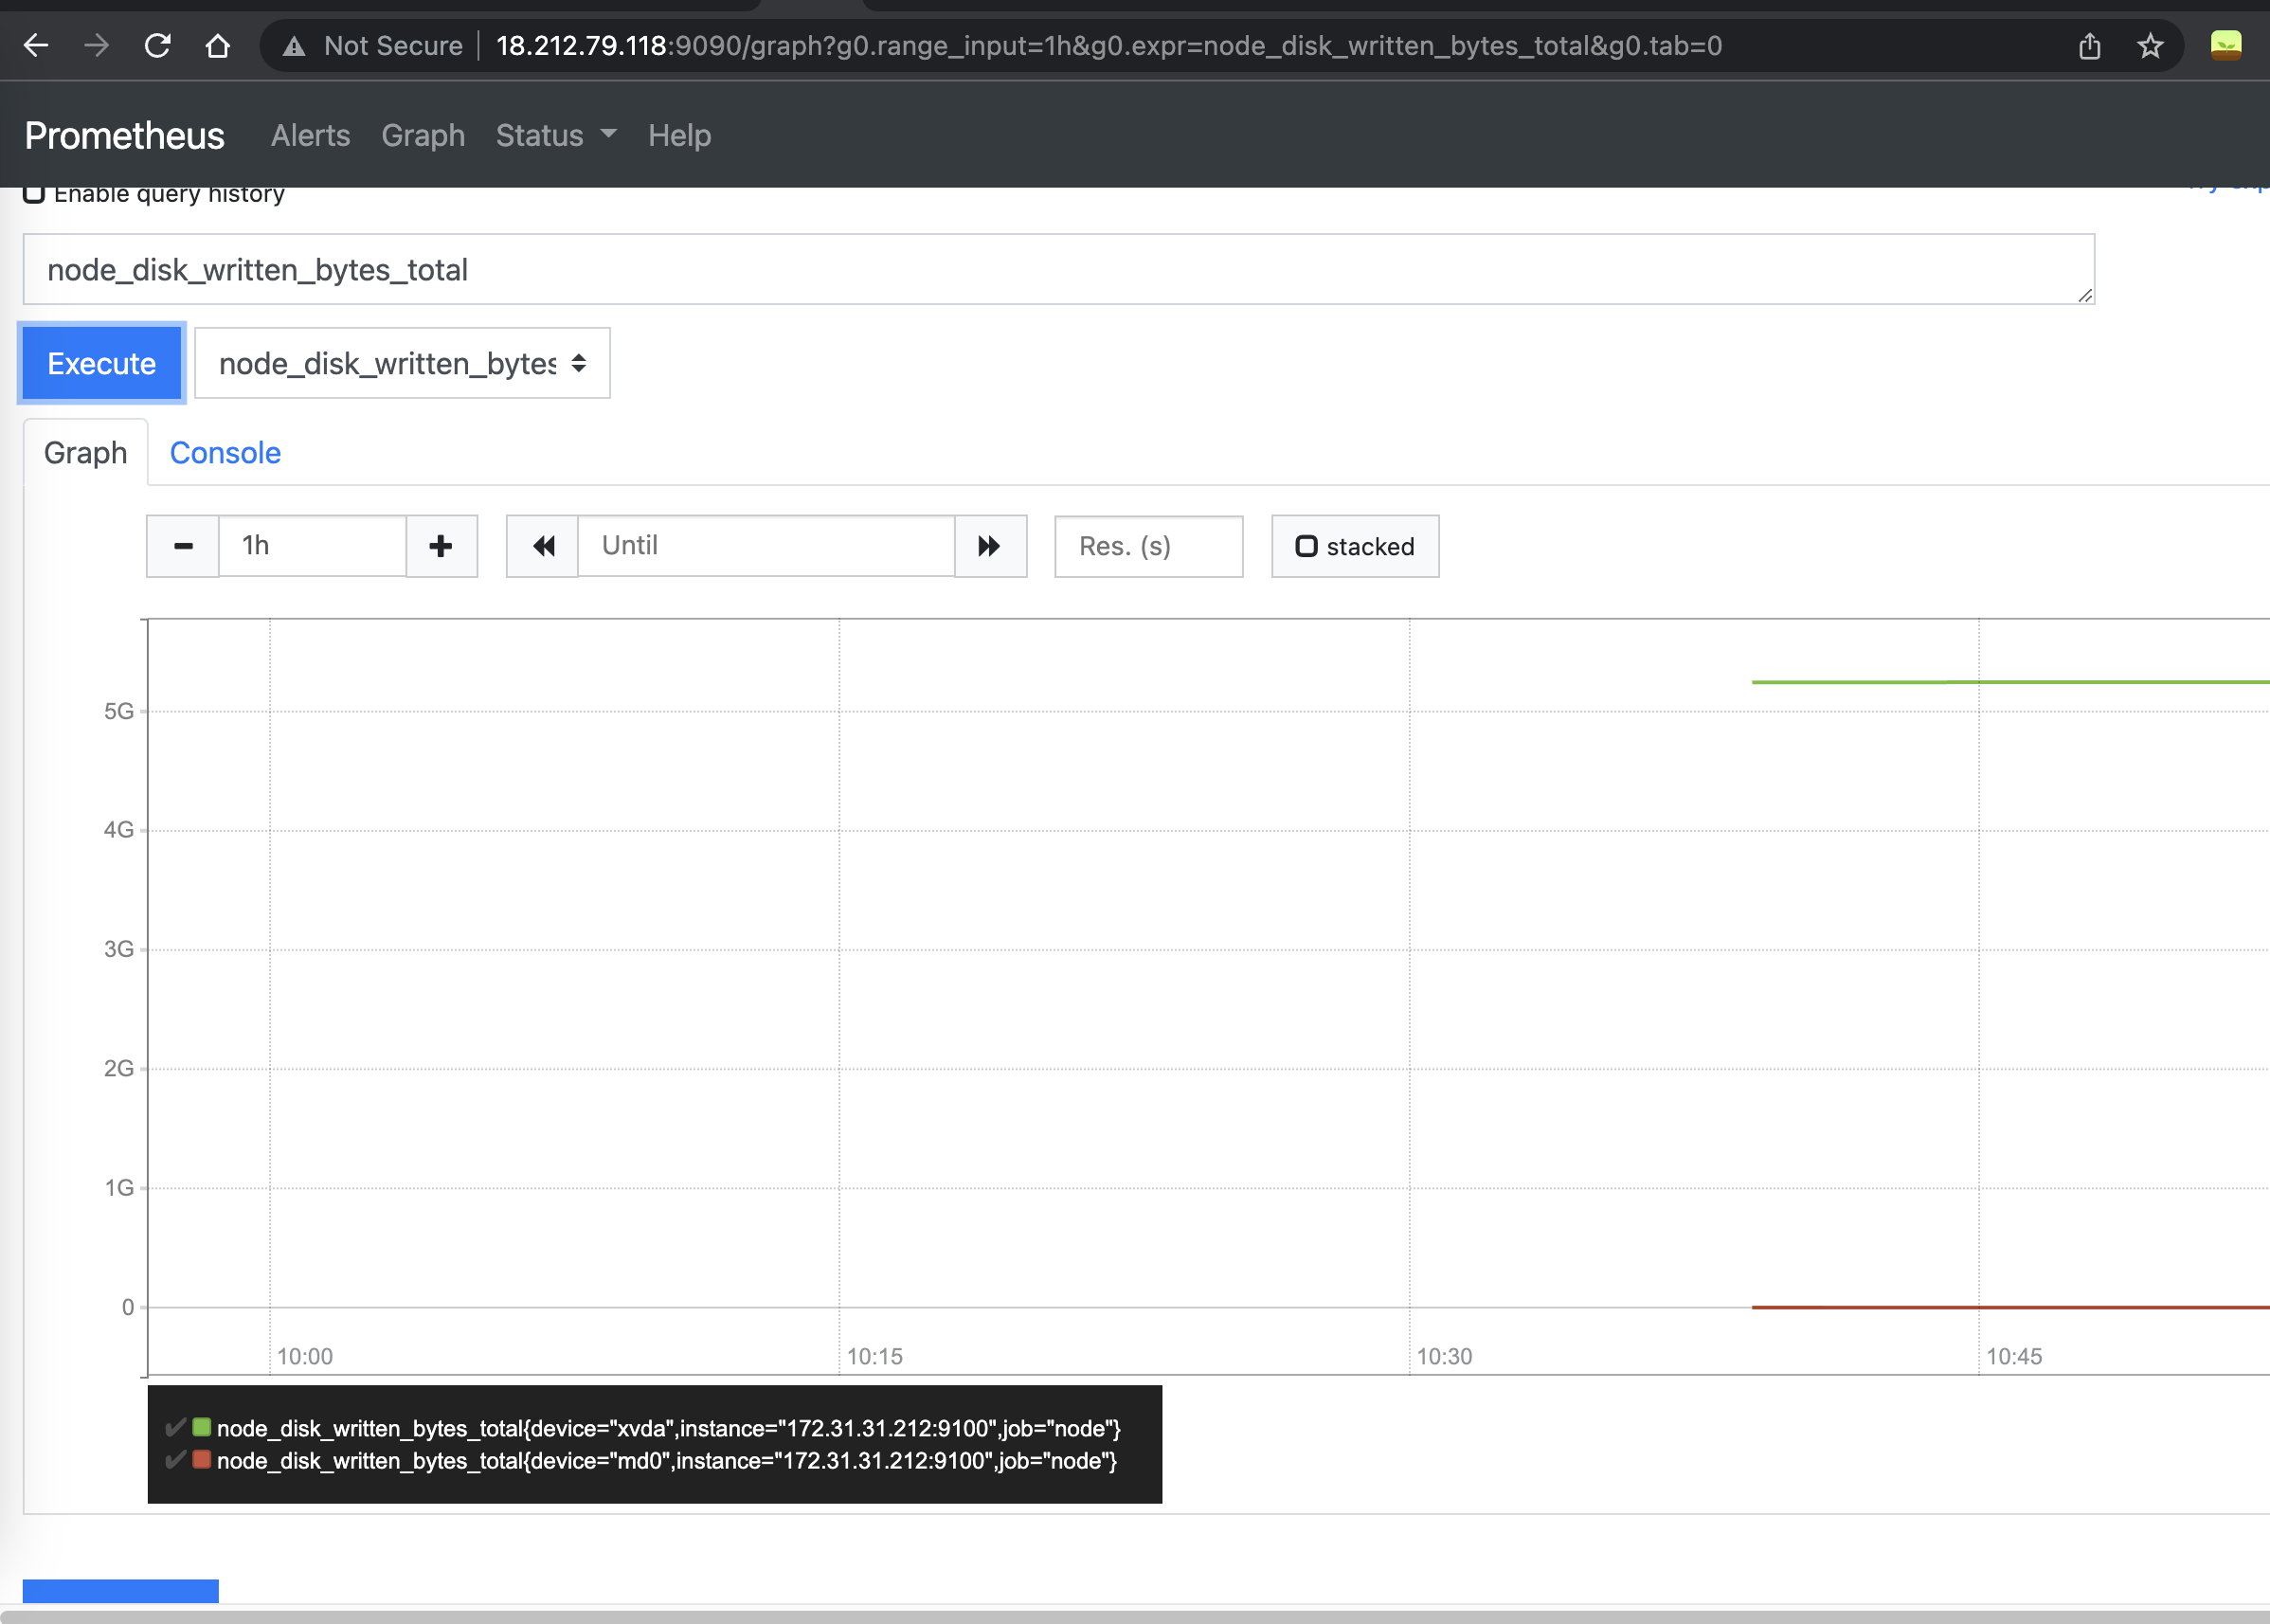 Not Secure 18.212.79.118:9090/graph?g0.range_input=1h&g0.expr=node_disk_written_bytes_total&g0.tab=0
Prometheus Alerts Graph Status Help
Enable query history
node_disk_written_bytes_total
Execute node_disk_written_bytes
Graph Console
1h Until Res. (s) stacked
5G
4G
3G
2G
1G
0
10:00 10:15 10:30 10:45
node_disk_written_bytes_total{device="xvda",instance="172.31.31.212:9100",job="node"}
node_disk_written_bytes_total{device="md0",instance="172.31.31.212:9100",job="node"}